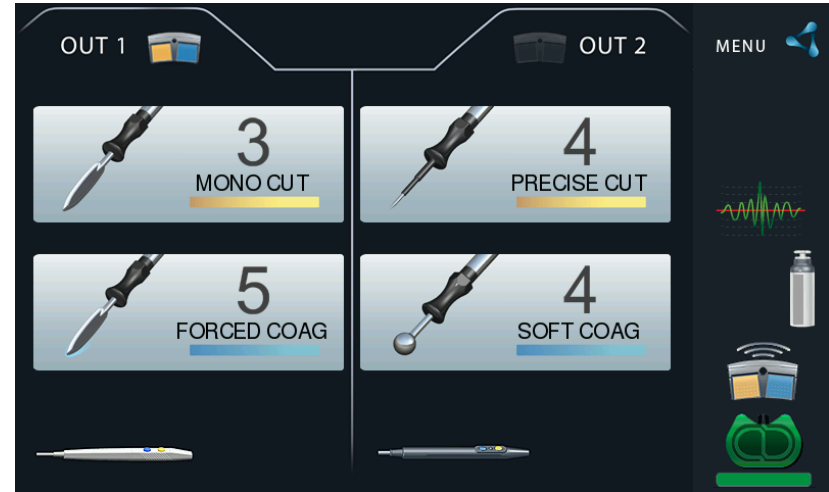 OUT 1
OUT 2
MENU
3
MONO CUT
4
PRECISE CUT
5
FORCED COAG
4
SOFT COAG